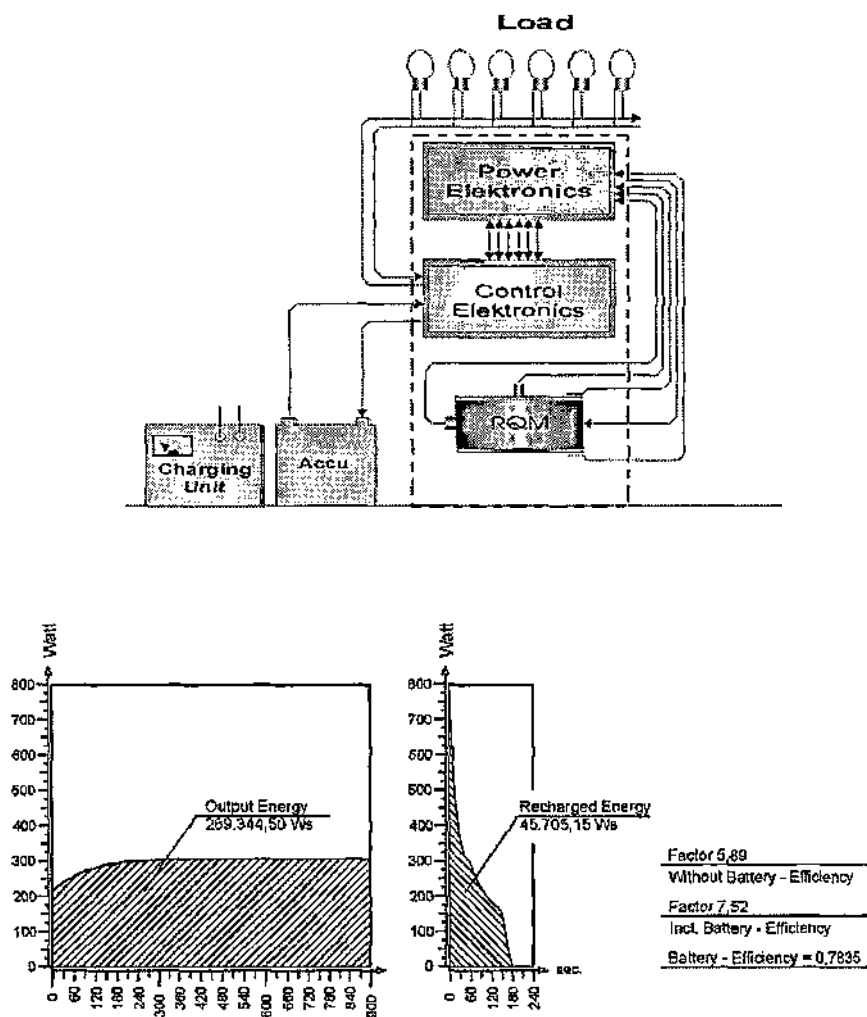 Load
Power
Elektronics
Control
Elektronics
RQM
Charging
Unit
Accu
Watt
800
700
600
500
400
300
200
100
0
Output Energy
269.344,50 Ws
0
60
120
180
240
300
360
420
480
540
600
660
720
780
840
900
Watt
800
700
600
500
400
300
200
100
0
Recharged Energy
45.705,15 Ws
0
60
120
180
240
sec.
Factor 5,89
Without Battery - Efficiency
Factor 7,52
Incl. Battery - Efficiency
Battery - Efficiency = 0,7835